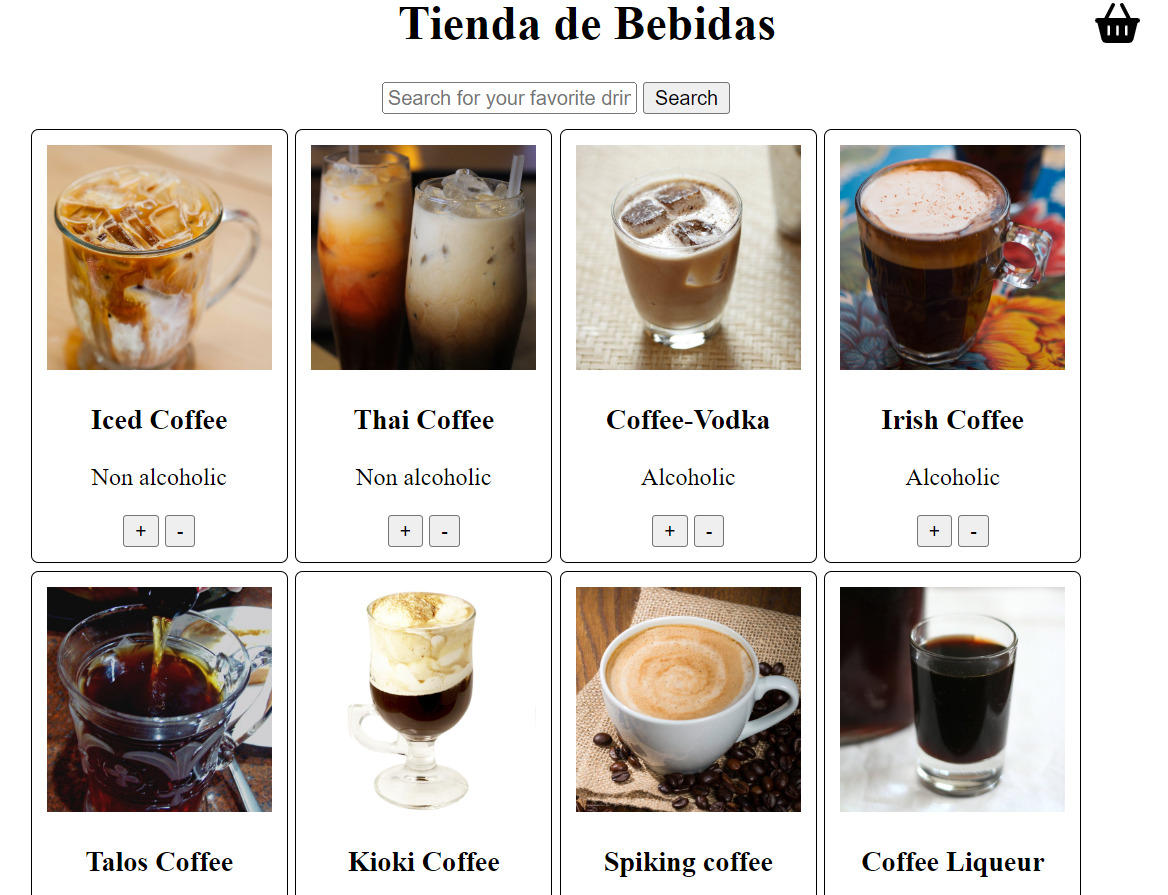 Tienda de Bebidas
Search for your favorite drin
Search
Iced Coffee
Non alcoholic
+ -
Thai Coffee
Non alcoholic
+ -
Coffee-Vodka
Alcoholic
+ -
Irish Coffee
Alcoholic
+ -
Talos Coffee
Kioki Coffee
Spiking coffee
Coffee Liqueur